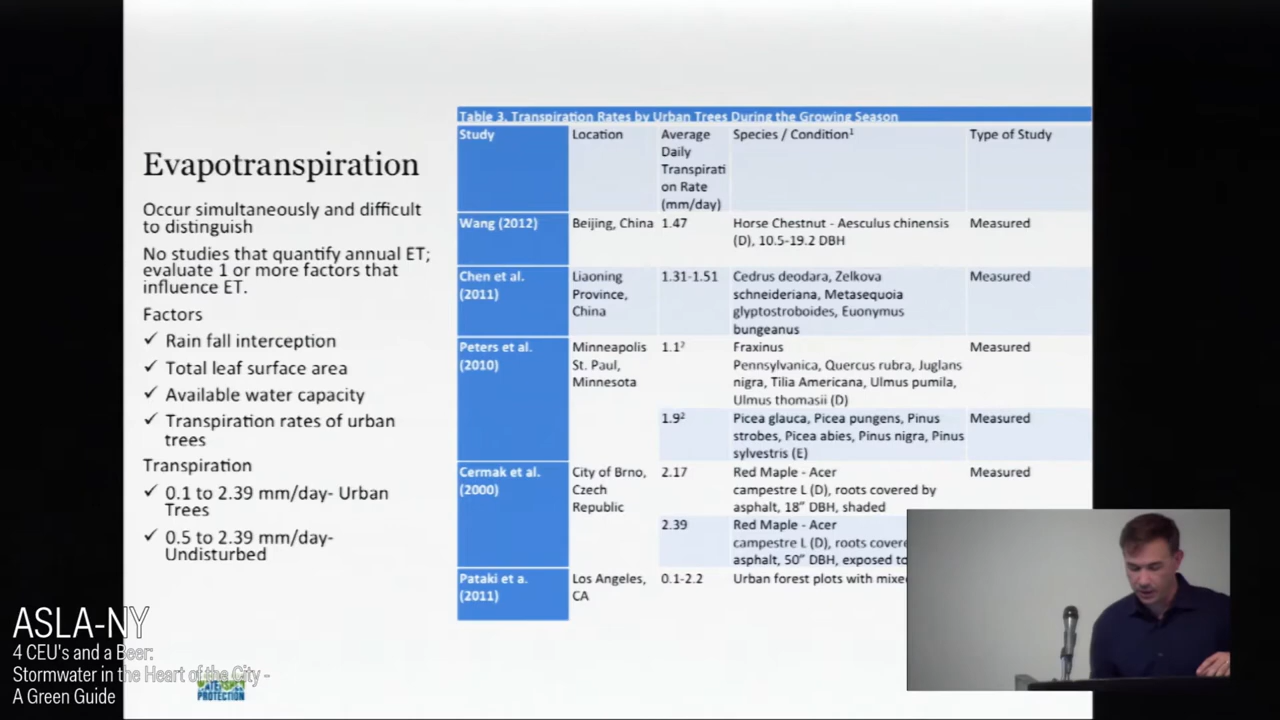 Evapotranspiration
Occur simultaneously and difficult
to distinguish
No studies that quantify annual ET;
evaluate 1 or more factors that
influence ET.
Factors
✓ Rain fall interception
✓ Total leaf surface area
✓ Available water capacity
✓ Transpiration rates of urban
trees
Transpiration
✓ 0.1 to 2.39 mm/day- Urban
Trees
✓ 0.5 to 2.39 mm/day-
Undisturbed
Table 3. Transpiration Rates by Urban Trees During the Growing Season
Study
Location
Average
Daily
Transpirati
on Rate
(mm/day)
Species / Condition¹
Type of Study
Wang (2012)
Beijing, China
1.47
Horse Chestnut - Aesculus chinensis
(D), 10.5-19.2 DBH
Measured
Chen et al.
(2011)
Liaoning
Province,
China
1.31-1.51
Cedrus deodara, Zelkova
schneideriana, Metasequoia
glyptostroboides, Euonymus
bungeanus
Measured
Peters et al.
(2010)
Minneapolis
St. Paul,
Minnesota
1.1²
Fraxinus
Pennsylvanica, Quercus rubra, Juglans
nigra, Tilia Americana, Ulmus pumila,
Ulmus thomasii (D)
Measured
1.9²
Picea glauca, Picea pungens, Pinus
strobes, Picea abies, Pinus nigra, Pinus
sylvestris (E)
Measured
Cermak et al.
(2000)
City of Brno,
Czech
Republic
2.17
Red Maple - Acer
campestre L (D), roots covered by
asphalt, 18” DBH, shaded
Measured
2.39
Red Maple - Acer
campestre L (D), roots covere
asphalt, 50” DBH, exposed to
Pataki et a.
(2011)
Los Angeles,
CA
0.1-2.2
Urban forest plots with mixe
ASLA-NY
4 CEU's and a Beer:
Stormwater in the Heart of the City -
A Green Guide
PROTECTION